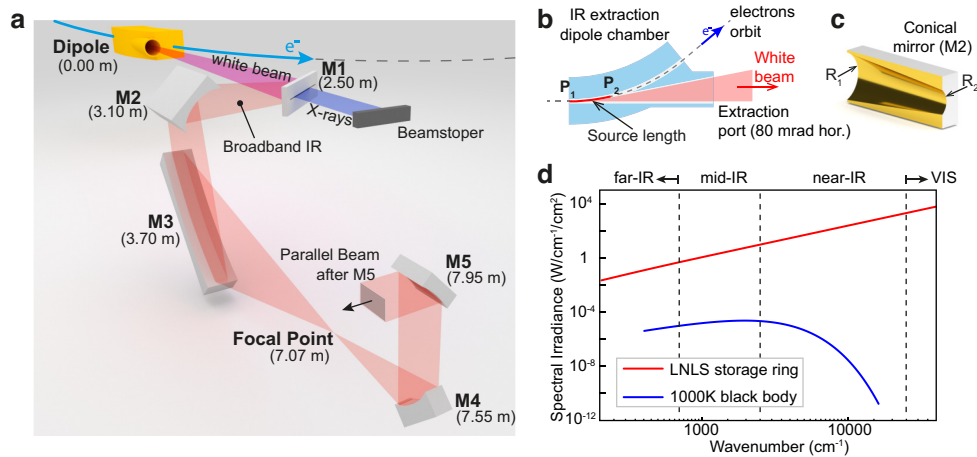 a
Dipole
(0.00 m)
e⁻
white beam
M1
(2.50 m)
M2
(3.10 m)
X-rays
Beamstoper
Broadband IR
M3
(3.70 m)
Parallel Beam
after M5
M5
(7.95 m)
Focal Point
(7.07 m)
M4
(7.55 m)
b
IR extraction
dipole chamber
electrons
orbit
e⁻
White
beam
P₁
P₂
Source length
Extraction
port (80 mrad hor.)
c
Conical
mirror (M2)
R₁
R₂
d
far-IR
mid-IR
near-IR
VIS
Spectral Irradiance (W/cm⁻¹/cm²)
10⁴
1
10⁻⁴
10⁻⁸
10⁻¹²
LNLS storage ring
1000K black body
1000
10000
Wavenumber (cm⁻¹)